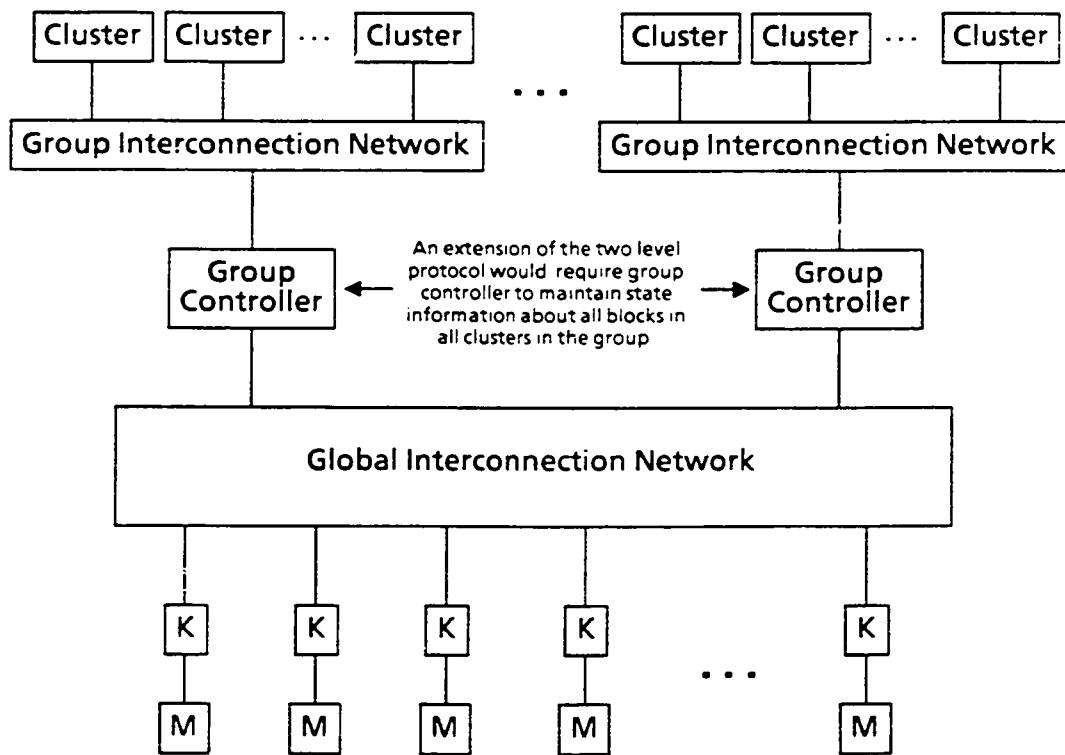 Cluster Cluster ... Cluster ... Cluster Cluster ... Cluster
Group Interconnection Network Group Interconnection Network
Group
Controller
An extension of the two level
protocol would require group
controller to maintain state
information about all blocks in
all clusters in the group
Group
Controller
Global Interconnection Network
K K K K K
...
M M M M M